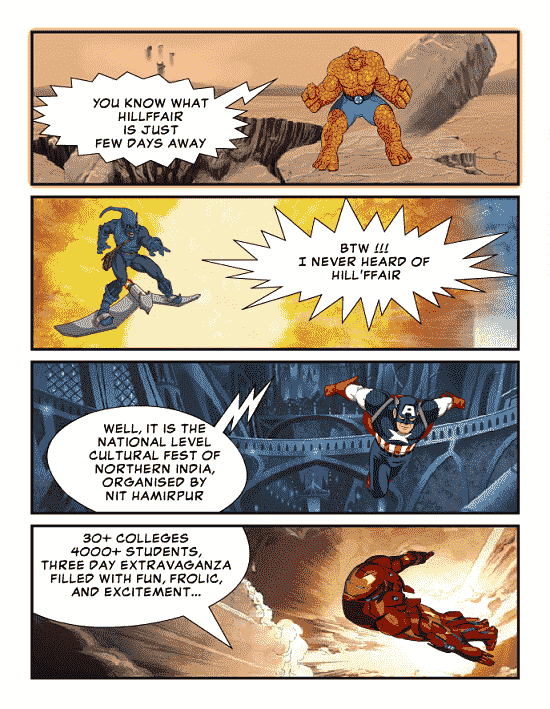 YOU KNOW WHAT
HILLFFAIR
IS JUST
FEW DAYS AWAY
BTW !!!
I NEVER HEARD OF
HILL'FFAIR
WELL, IT IS THE
NATIONAL LEVEL
CULTURAL FEST OF
NORTHERN INDIA,
ORGANISED BY
NIT HAMIRPUR
30+ COLLEGES
4000+ STUDENTS,
THREE DAY EXTRAVAGANZA
FILLED WITH FUN, FROLIC,
AND EXCITEMENT...